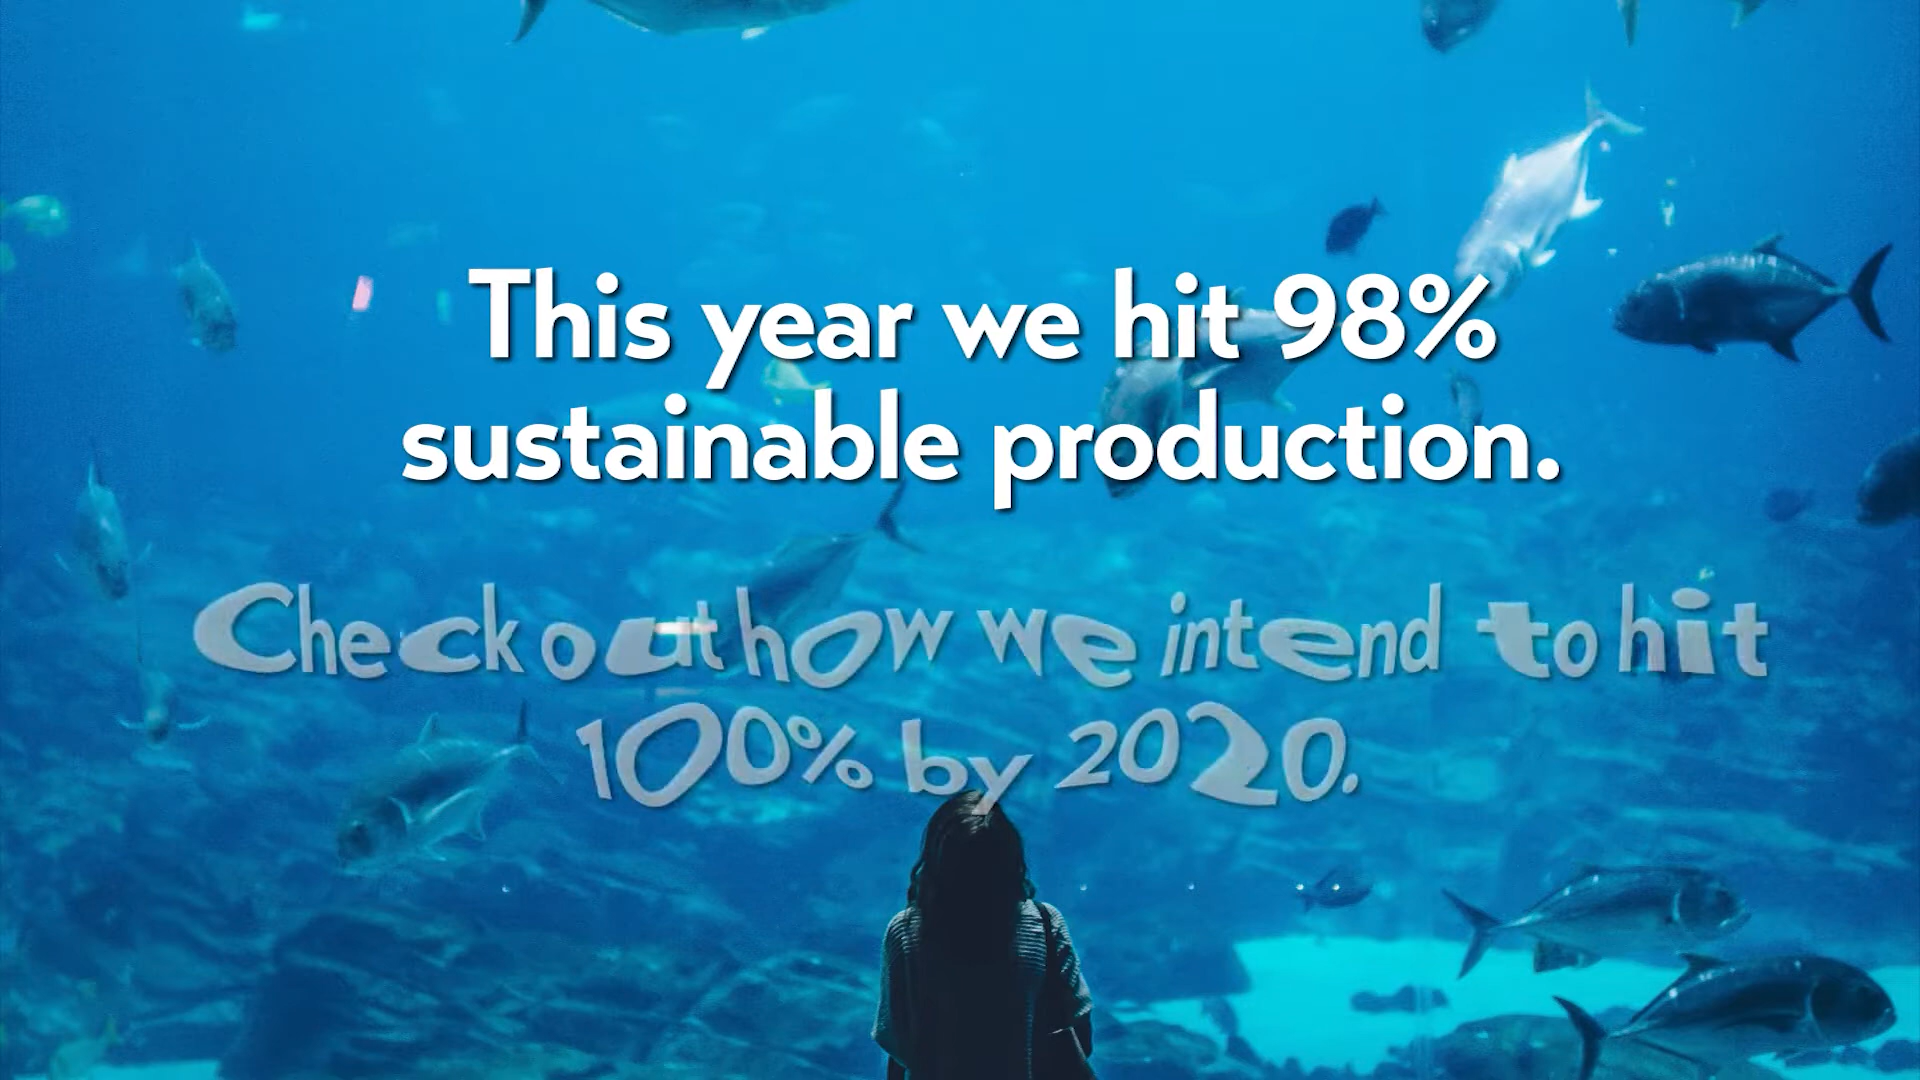 This year we hit 98%
sustainable production.
Check out how we intend to hit
100% by 2020.